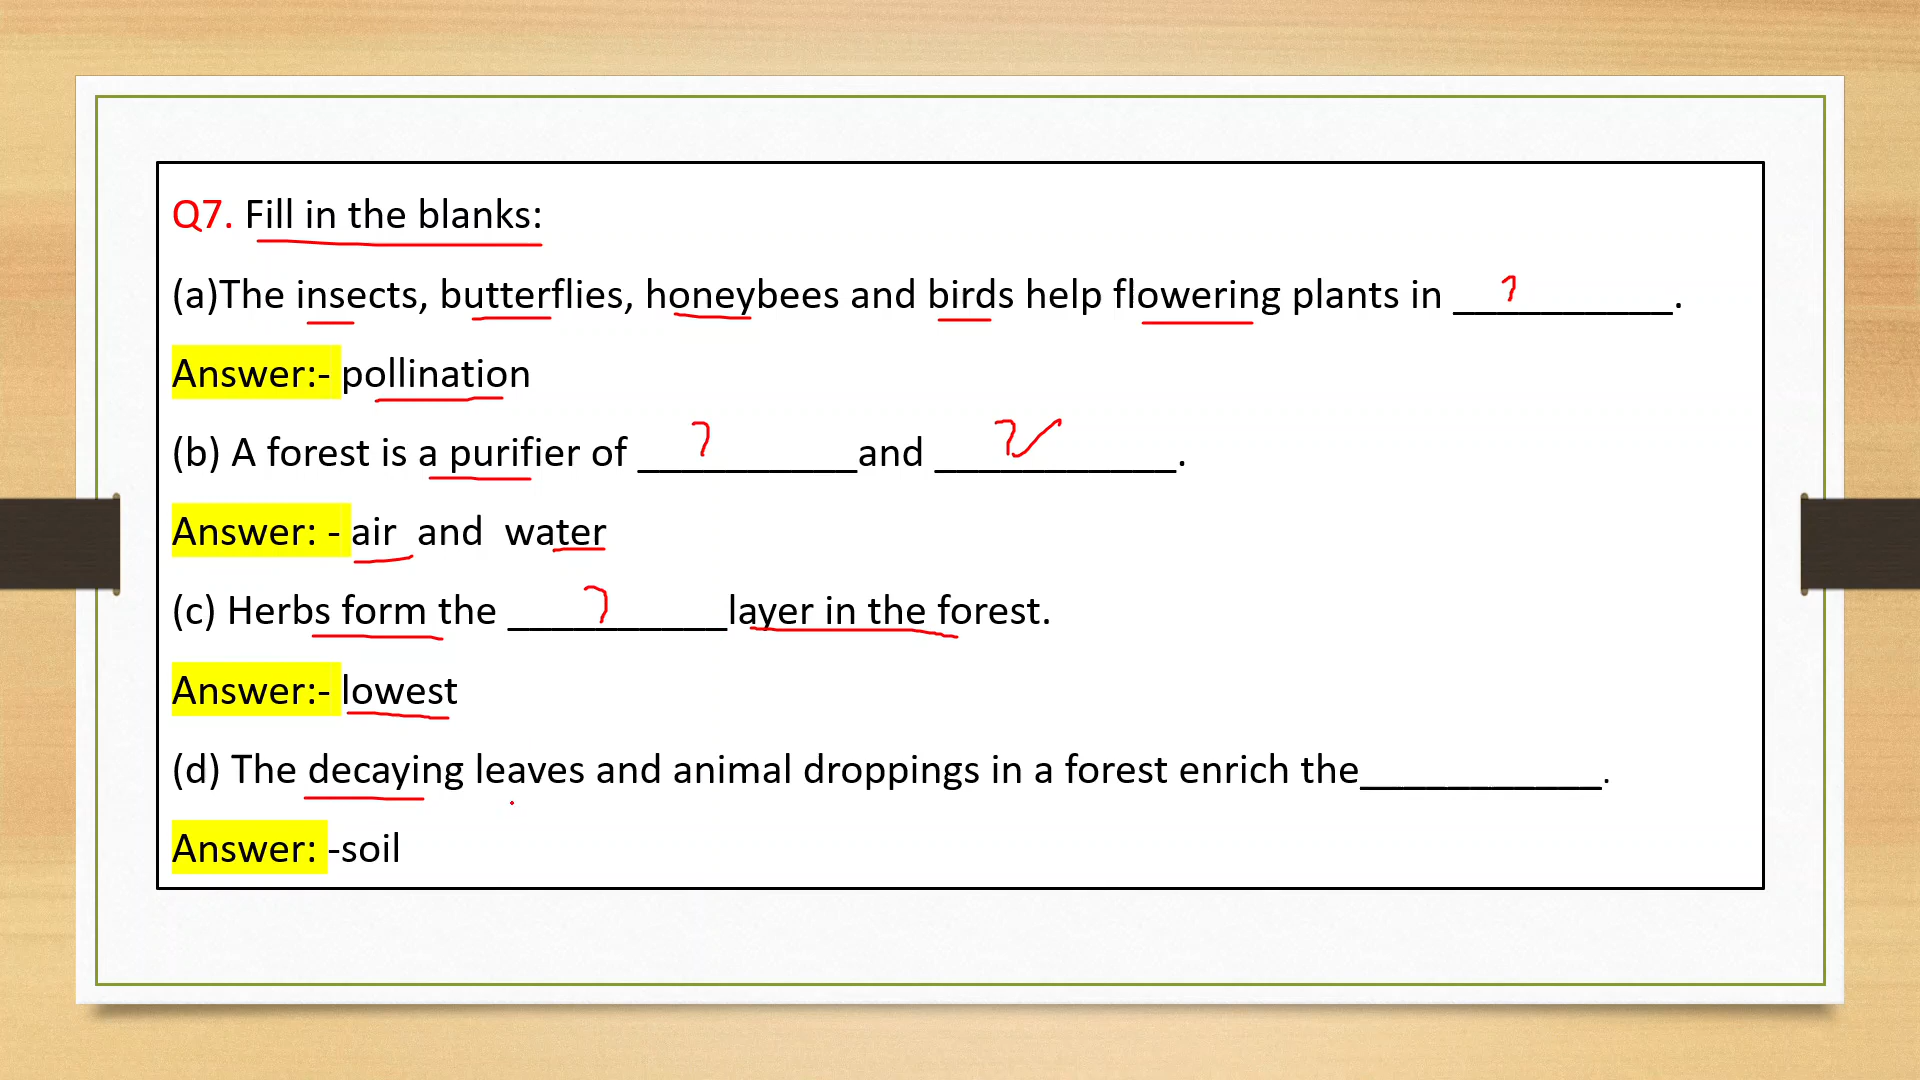 Q7. Fill in the blanks:
(a)The insects, butterflies, honeybees and birds help flowering plants in __________. ?
Answer:- pollination
(b) A forest is a purifier of __________and ___________. ? ?
Answer: - air and water
(c) Herbs form the __________layer in the forest. ?
Answer:- lowest
(d) The decaying leaves and animal droppings in a forest enrich the___________.
Answer: -soil